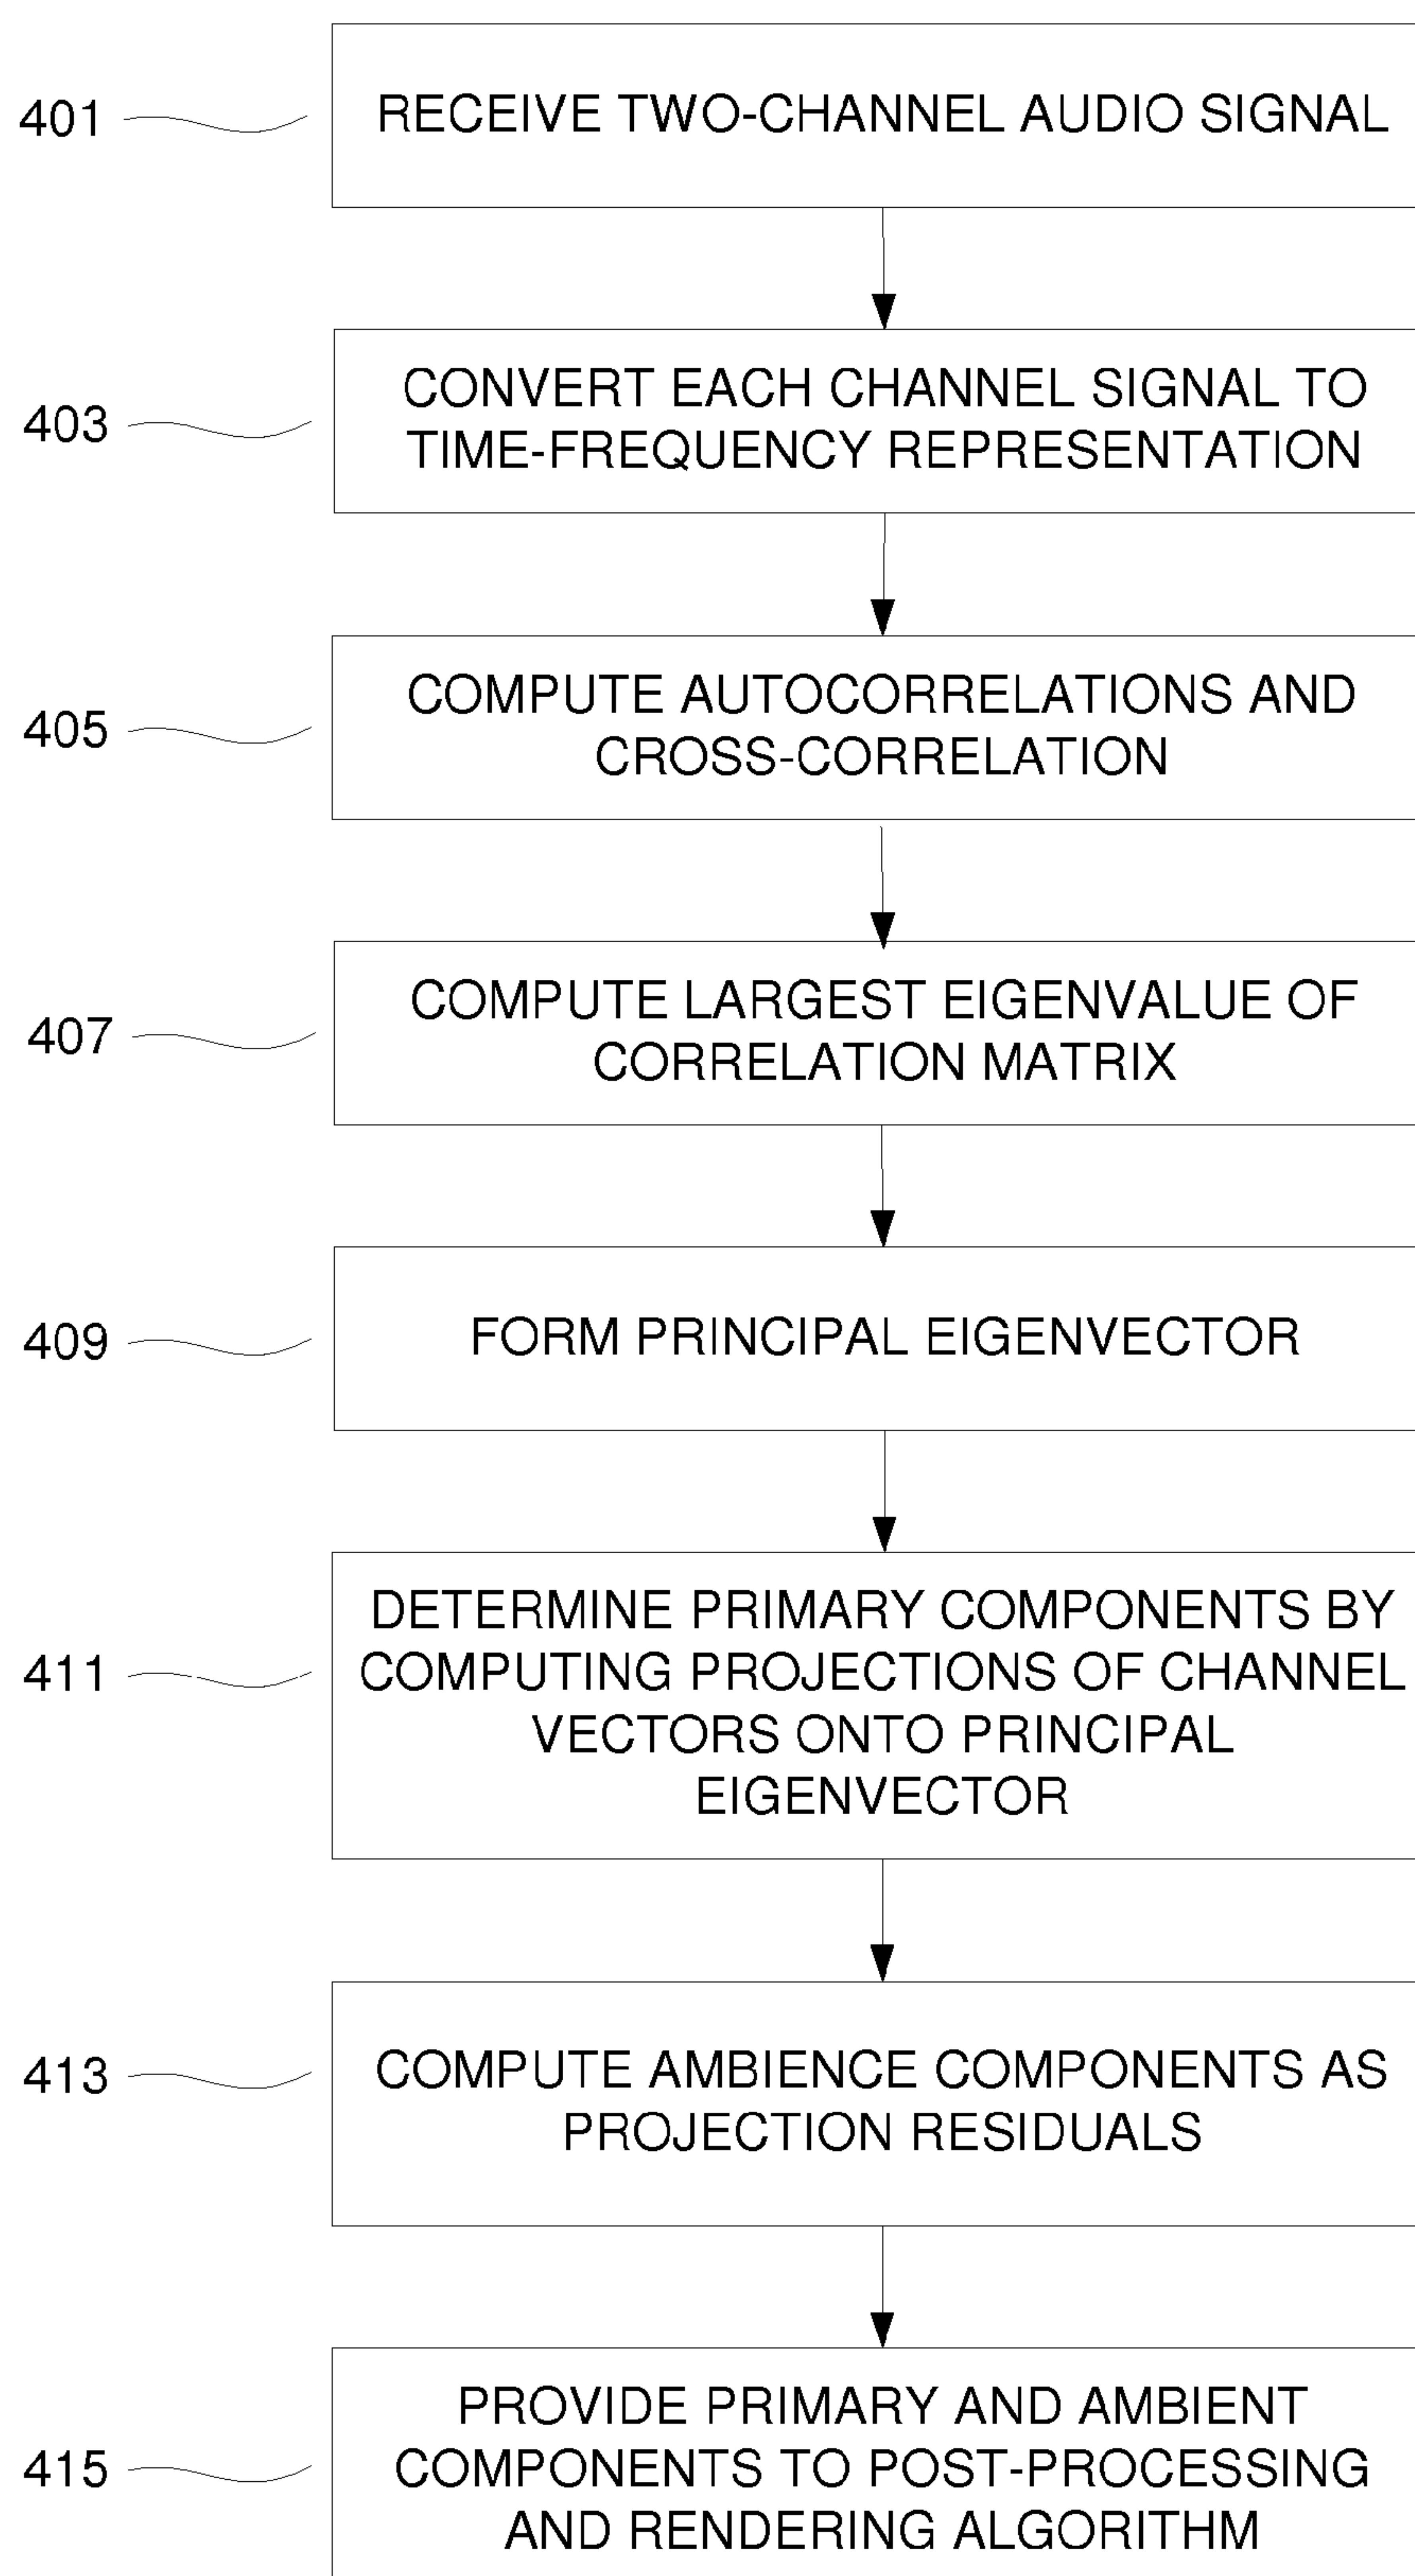 401
RECEIVE TWO-CHANNEL AUDIO SIGNAL
403
CONVERT EACH CHANNEL SIGNAL TO
TIME-FREQUENCY REPRESENTATION
405
COMPUTE AUTOCORRELATIONS AND
CROSS-CORRELATION
407
COMPUTE LARGEST EIGENVALUE OF
CORRELATION MATRIX
409
FORM PRINCIPAL EIGENVECTOR
411
DETERMINE PRIMARY COMPONENTS BY
COMPUTING PROJECTIONS OF CHANNEL
VECTORS ONTO PRINCIPAL
EIGENVECTOR
413
COMPUTE AMBIENCE COMPONENTS AS
PROJECTION RESIDUALS
415
PROVIDE PRIMARY AND AMBIENT
COMPONENTS TO POST-PROCESSING
AND RENDERING ALGORITHM